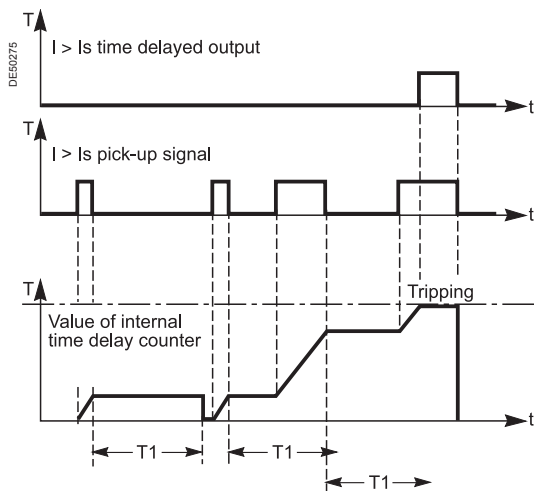 DE50275
T
I > Is time delayed output
t
T
I > Is pick-up signal
t
T
Tripping
Value of internal
time delay counter
t
T1
T1
T1